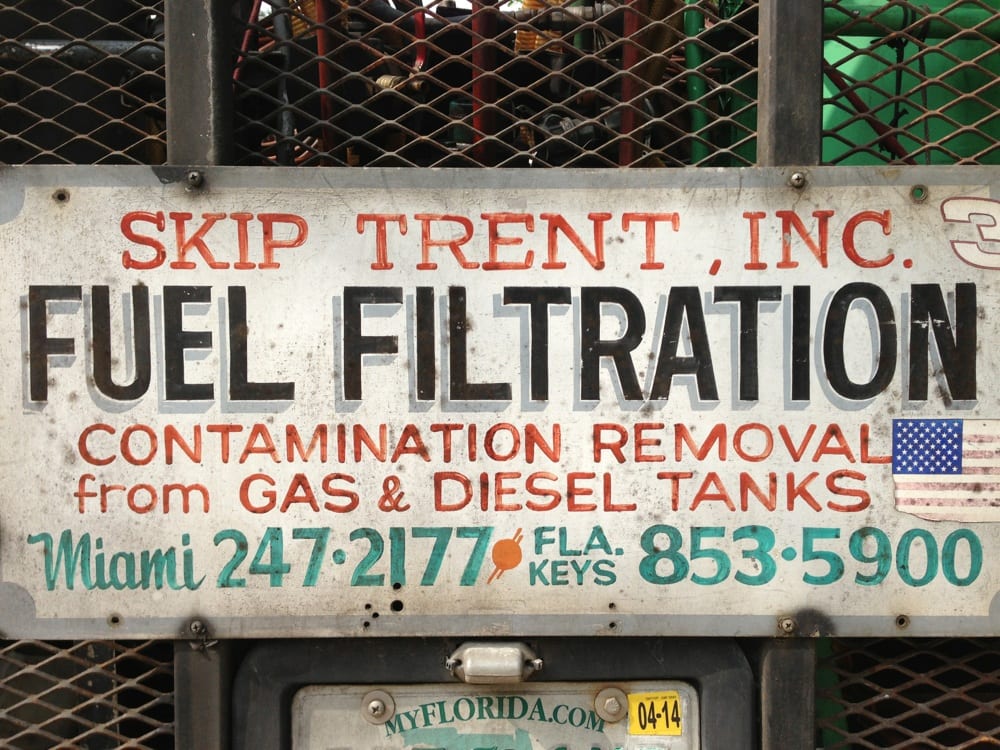 SKIP TRENT, INC.
3
FUEL FILTRATION
CONTAMINATION REMOVAL
from GAS & DIESEL TANKS
Miami 247·2177 FLA. KEYS 853·5900
MYFLORIDA.COM
04-14